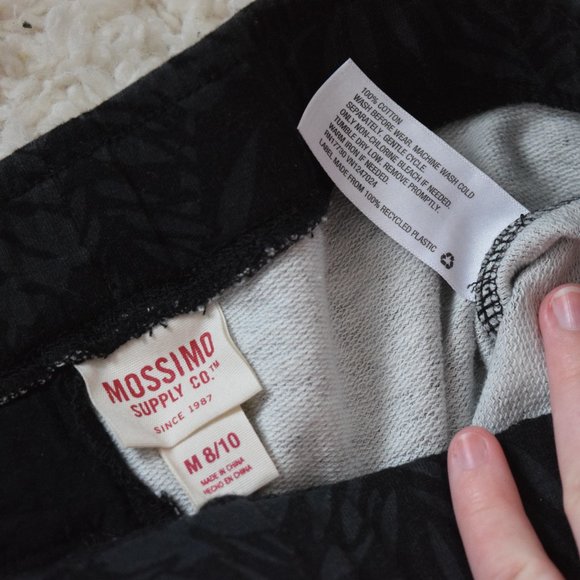 100% COTTON
WASH BEFORE WEAR. MACHINE WASH COLD
SEPARATELY. GENTLE CYCLE.
ONLY NON-CHLORINE BLEACH IF NEEDED.
TUMBLE DRY LOW. REMOVE PROMPTLY.
WARM IRON IF NEEDED.
RN17730 VN1247024
LABEL MADE FROM 100% RECYCLED PLASTIC
MOSSIMO
SUPPLY CO.™
SINCE 1987
M 8/10
MADE IN CHINA
HECHO EN CHINA